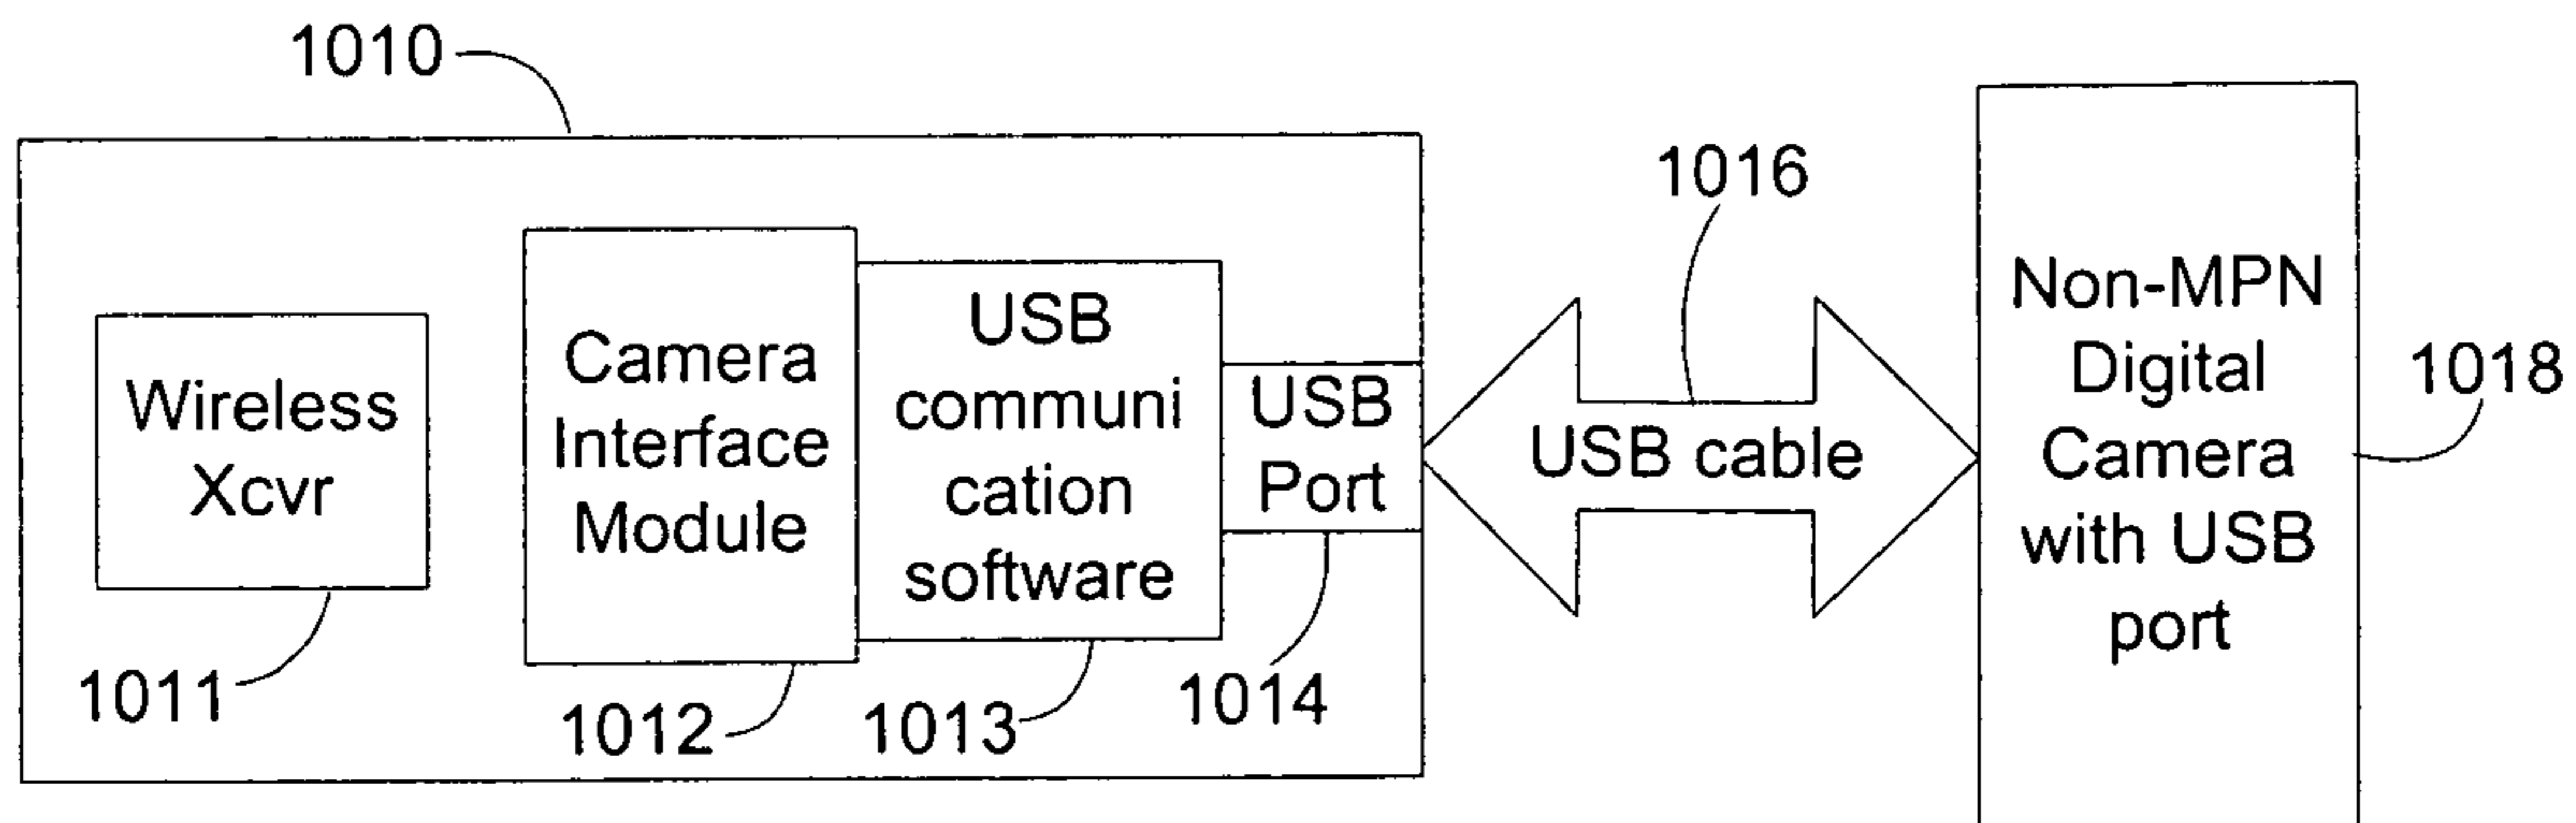 1010
1016
1018
Wireless
Xcvr
1011
Camera
Interface
Module
1012
USB
communi
cation
software
1013
USB
Port
1014
USB cable
Non-MPN
Digital
Camera
with USB
port